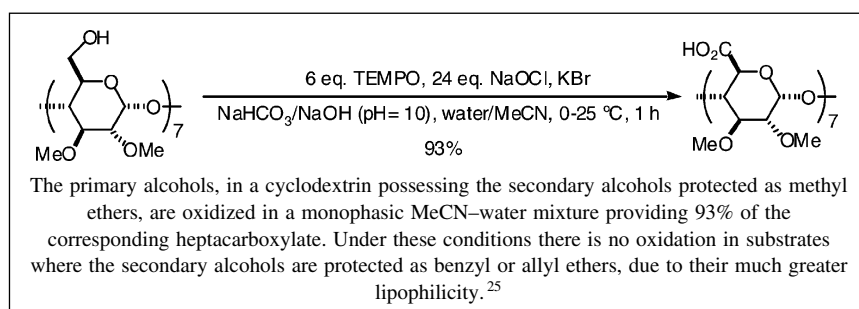 OH
O
O
7
MeO
OMe
6 eq. TEMPO, 24 eq. NaOCl, KBr
NaHCO3/NaOH (pH= 10), water/MeCN, 0-25 ºC, 1 h
93%
HO2C
O
O
7
MeO
OMe
The primary alcohols, in a cyclodextrin possessing the secondary alcohols protected as methyl
ethers, are oxidized in a monophasic MeCN–water mixture providing 93% of the
corresponding heptacarboxylate. Under these conditions there is no oxidation in substrates
where the secondary alcohols are protected as benzyl or allyl ethers, due to their much greater
lipophilicity.25